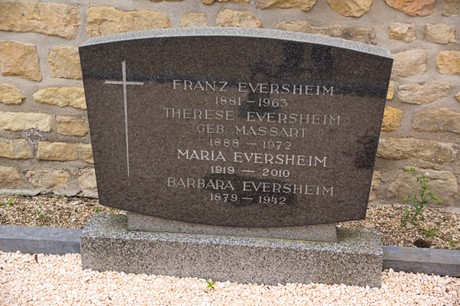 FRANZ EVERSHEIM
1881 - 1963
THERESE EVERSHEIM
GEB. MASSART
1888 - 1972
MARIA EVERSHEIM
1919 - 2010
BARBARA EVERSHEIM
1879 - 1942